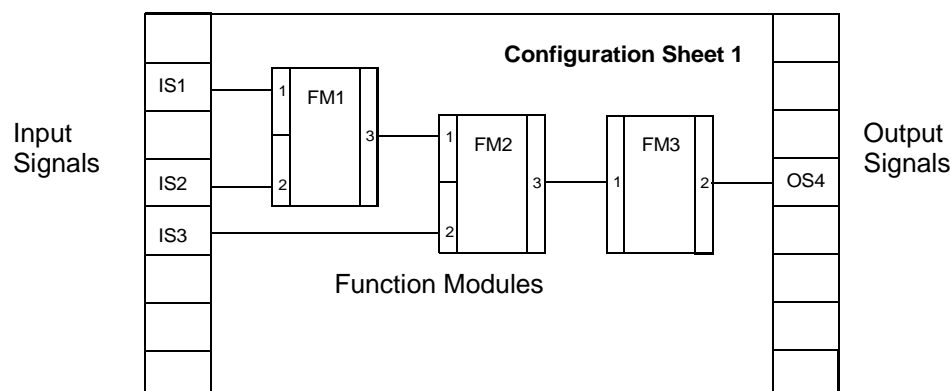 Configuration Sheet 1
Input
Signals
IS1
IS2
IS3
1
2
FM1
3
1
2
FM2
3
1
FM3
2
OS4
Output
Signals
Function Modules